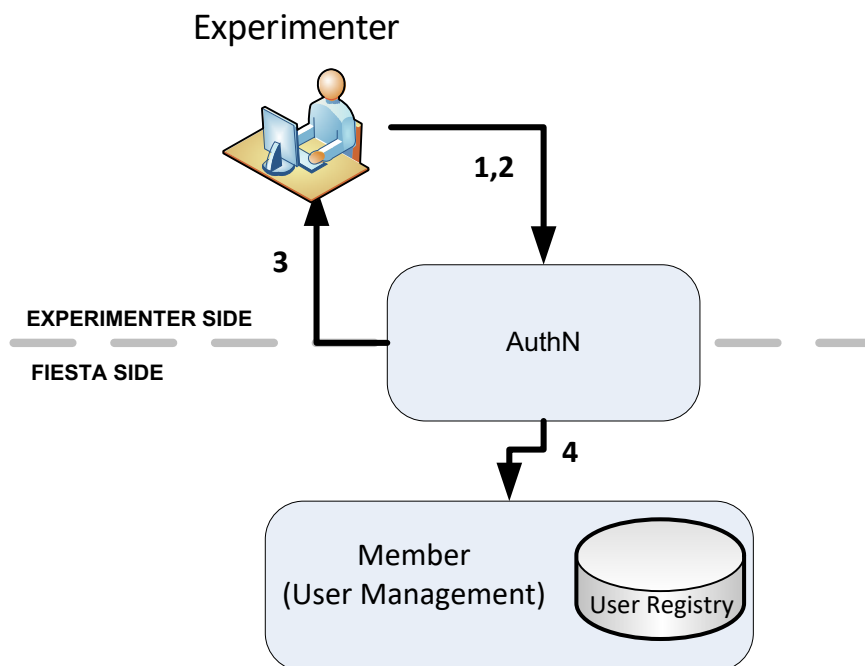 Experimenter
1,2
3
EXPERIMENTER SIDE
FIESTA SIDE
AuthN
4
Member
(User Management)
User Registry